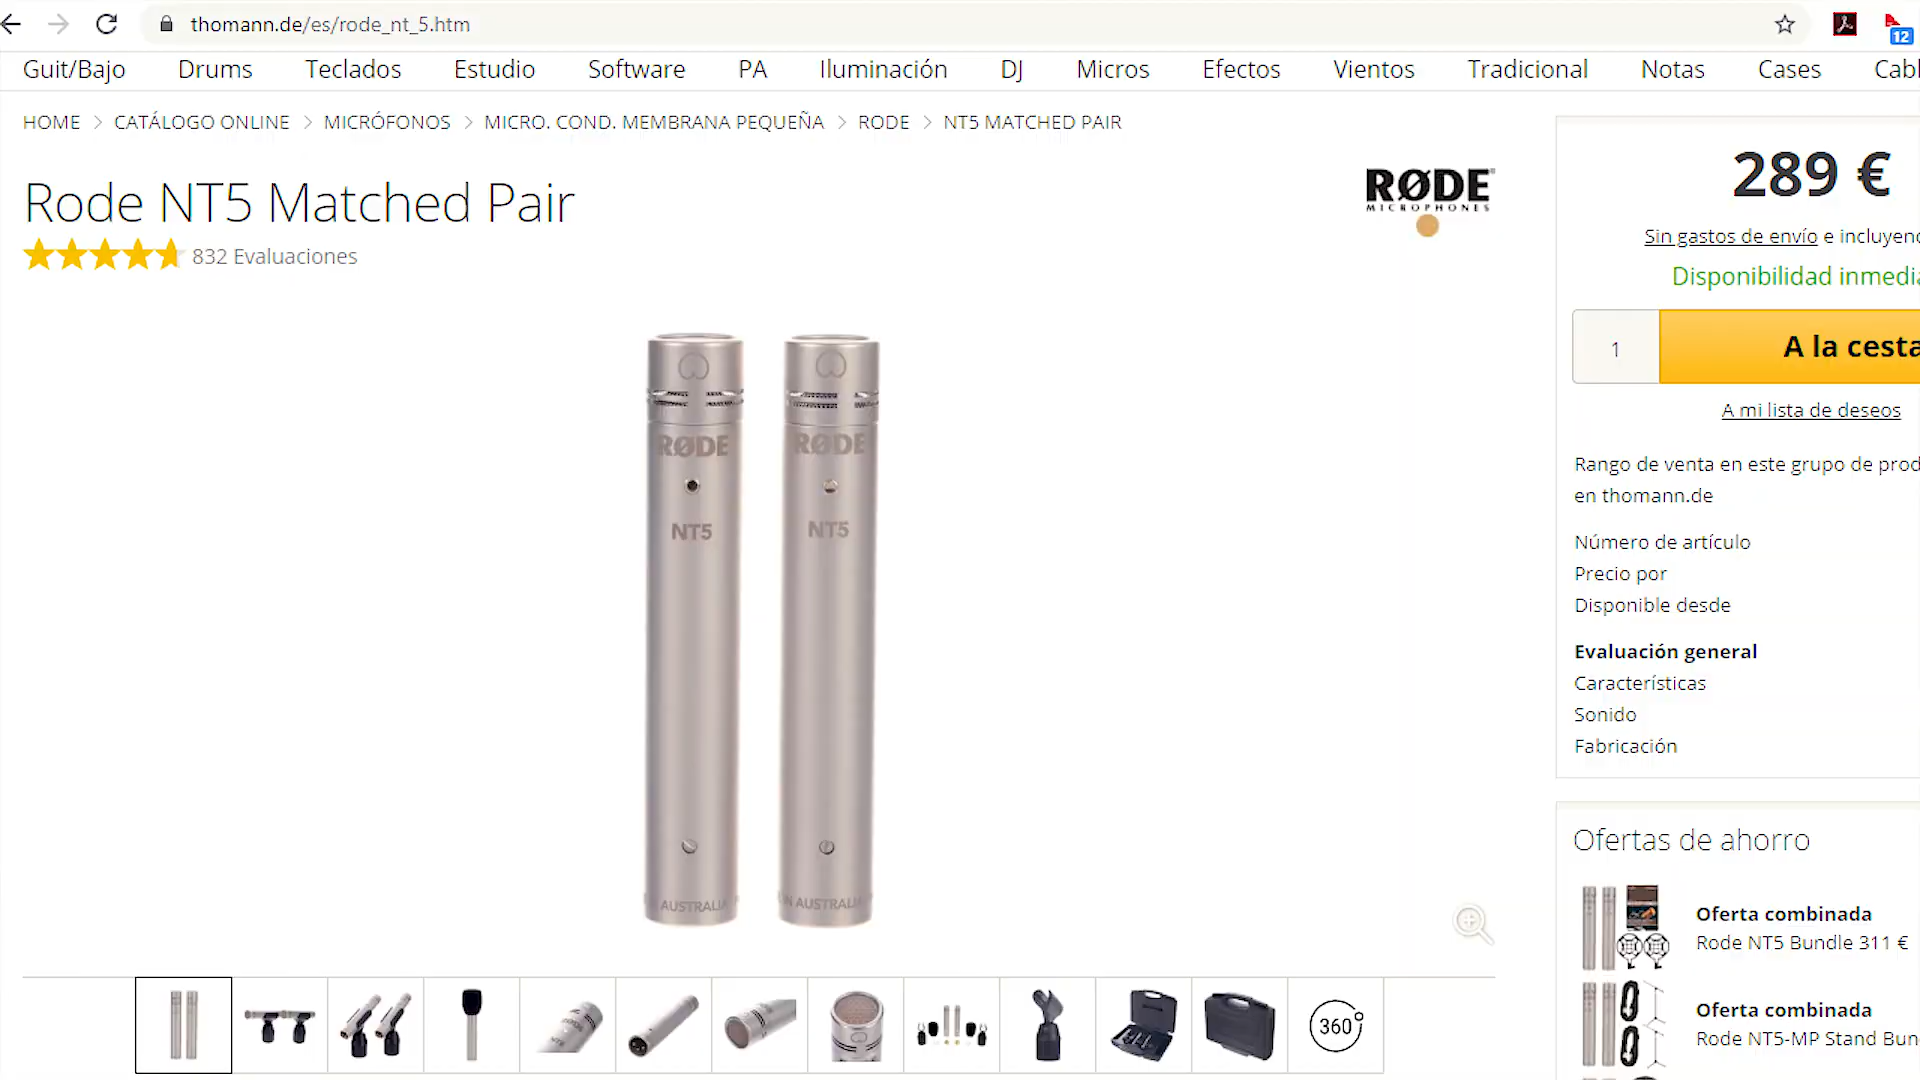 thomann.de/es/rode_nt_5.htm
12
Guit/Bajo Drums Teclados Estudio Software PA Iluminación DJ Micros Efectos Vientos Tradicional Notas Cases
HOME > CATÁLOGO ONLINE > MICRÓFONOS > MICRO. COND. MEMBRANA PEQUEÑA > RODE > NT5 MATCHED PAIR
Rode NT5 Matched Pair
832 Evaluaciones
RØDE
MICROPHONES
RØDE
NT5
AUSTRALIA
RØDE
NT5
IN AUSTRALIA
360°
289 €
Sin gastos de envío e incluyend
Disponibilidad inmedia
1
A la cesta
A mi lista de deseos
Rango de venta en este grupo de prod
en thomann.de
Número de artículo
Precio por
Disponible desde
Evaluación general
Características
Sonido
Fabricación
Ofertas de ahorro
Oferta combinada
Rode NT5 Bundle 311 €
Oferta combinada
Rode NT5-MP Stand Bun